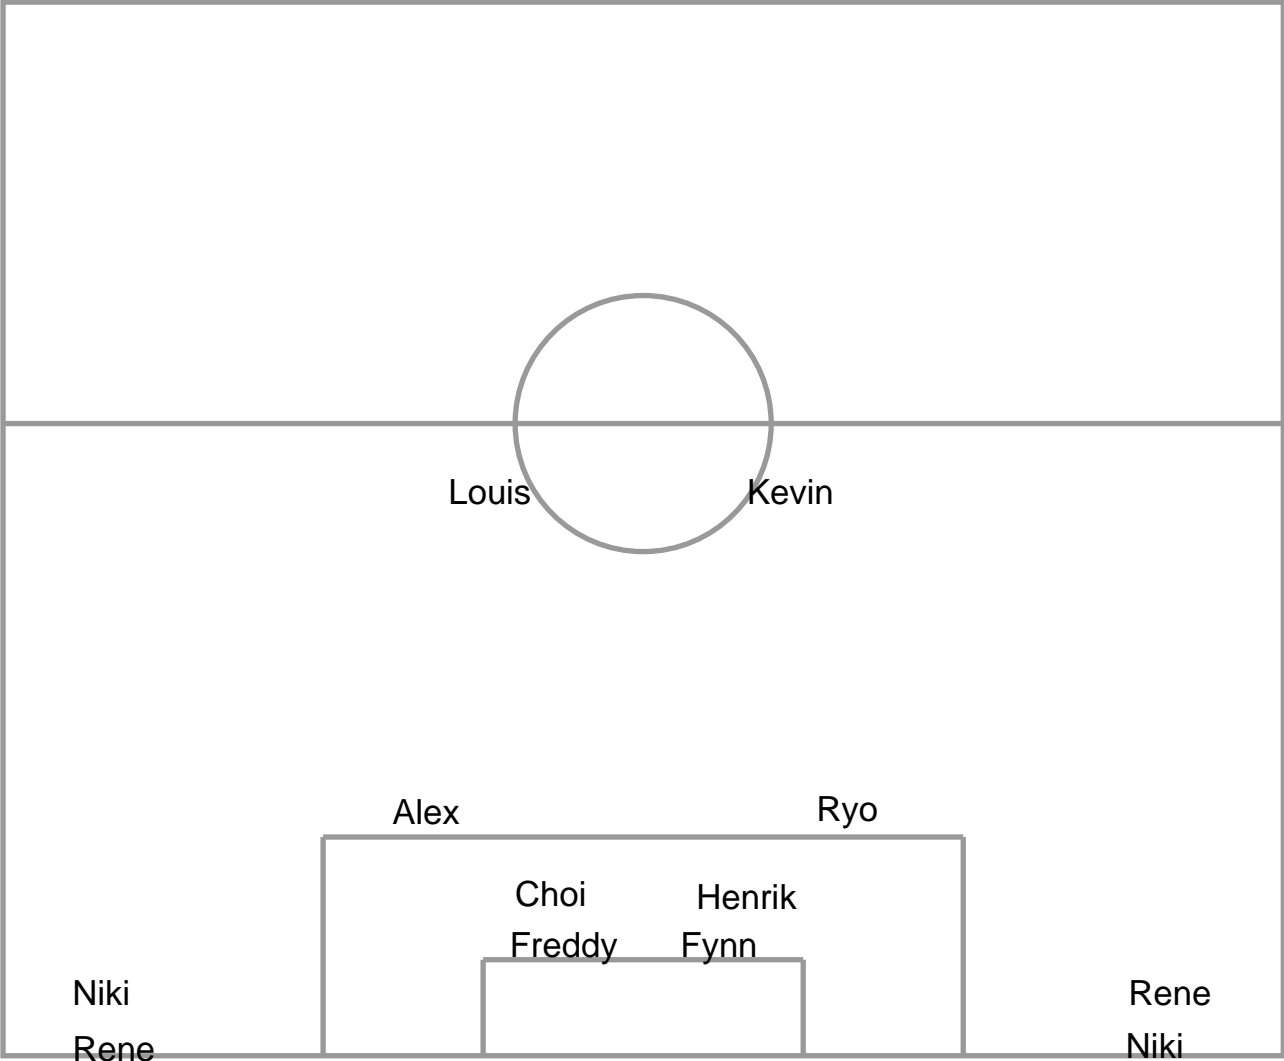 Louis Kevin
Alex Ryo
Choi Henrik
Freddy Fynn
Niki Rene
Rene Niki